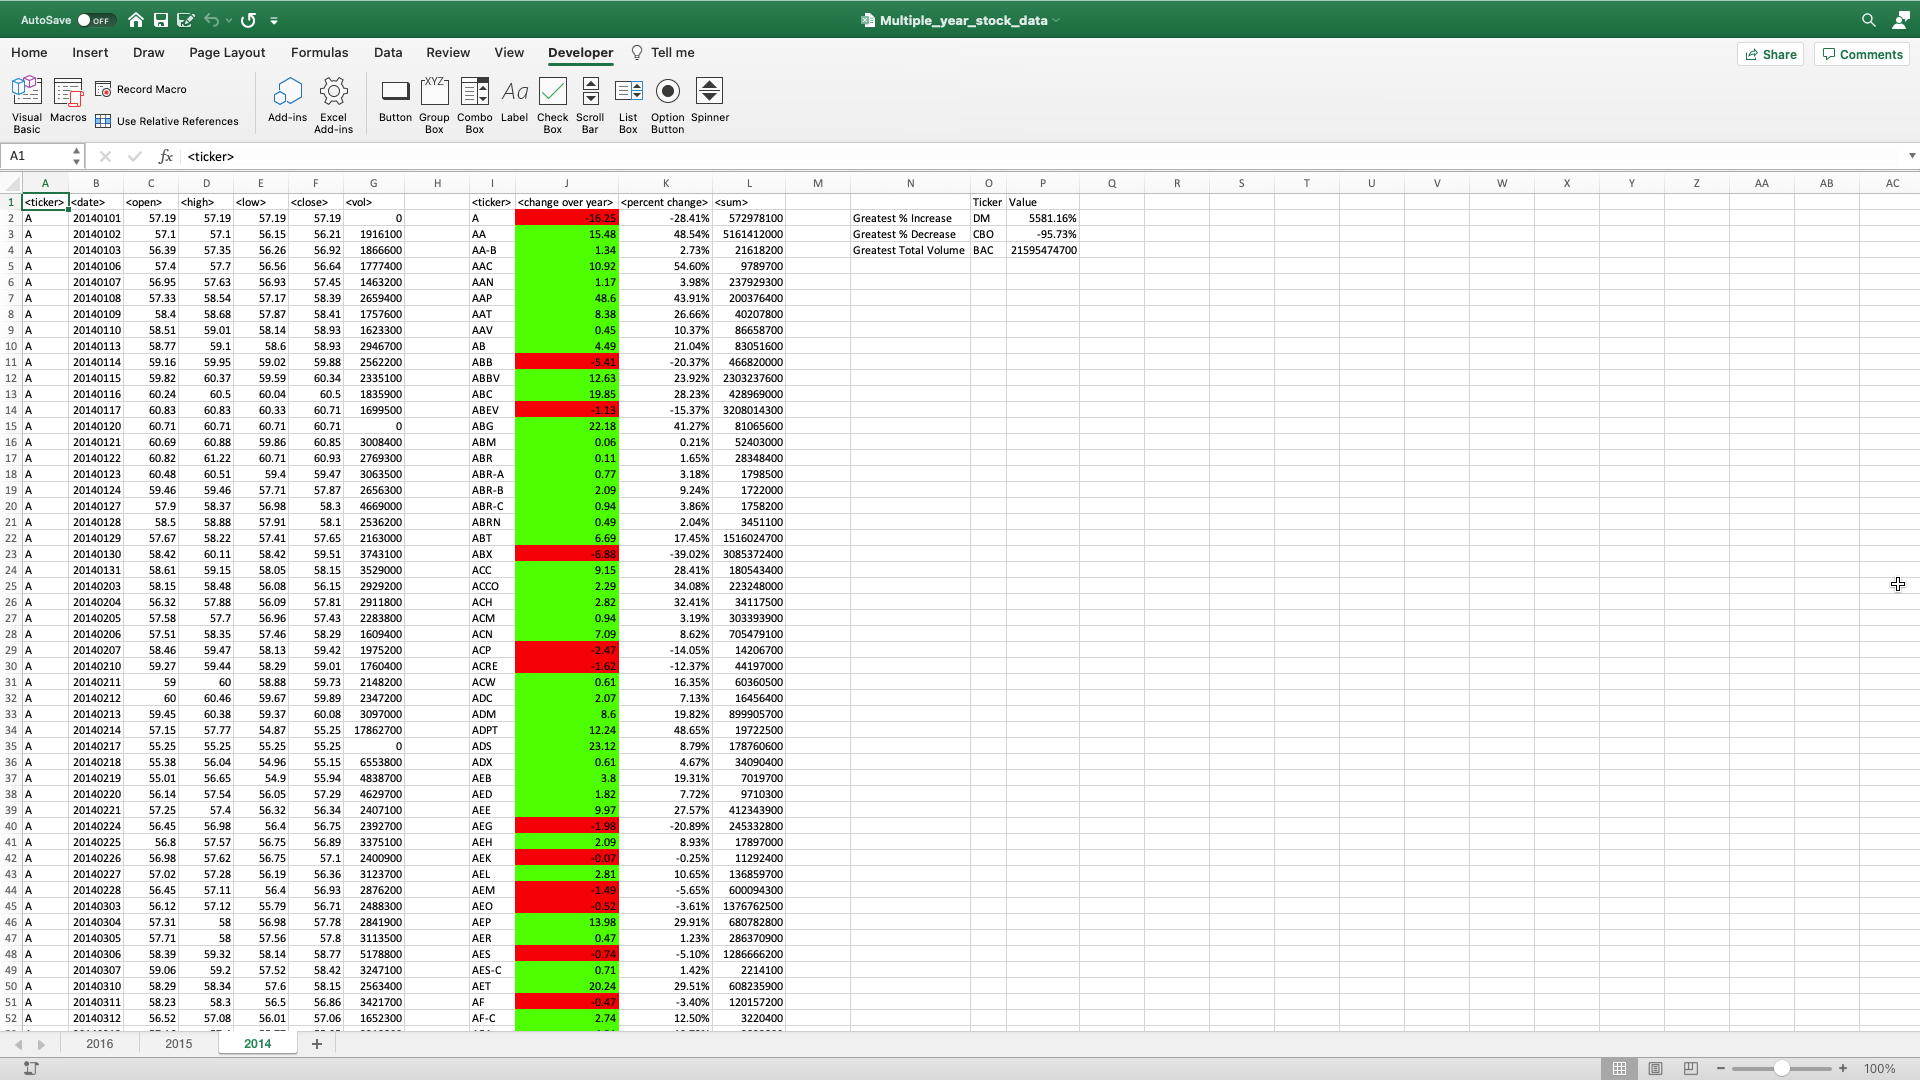 AutoSave OFF Multiple_year_stock_data
Home Insert Draw Page Layout Formulas Data Review View Developer Tell me Share Comments
Visual Basic Macros Record Macro Use Relative References Add-ins Excel Add-ins Button Group Box Combo Box Label Check Box Scroll Bar List Box Option Button Spinner
A1 fx <ticker>
A B C D E F G H I J K L M N O P Q R S T U V W X Y Z AA AB AC
1 <ticker> <date> <open> <high> <low> <close> <vol> <ticker> <change over year> <percent change> <sum> Ticker Value
2 A 20140101 57.19 57.19 57.19 57.19 0 A -16.25 -28.41% 572978100 Greatest % Increase DM 5581.16%
3 A 20140102 57.1 57.1 56.15 56.21 1916100 AA 15.48 48.54% 5161412000 Greatest % Decrease CBO -95.73%
4 A 20140103 56.39 57.35 56.26 56.92 1866600 AA-B 1.34 2.73% 21618200 Greatest Total Volume BAC 21595474700
5 A 20140106 57.4 57.7 56.56 56.64 1777400 AAC 10.92 54.60% 9789700
6 A 20140107 56.95 57.63 56.93 57.45 1463200 AAN 1.17 3.98% 237929300
7 A 20140108 57.33 58.54 57.17 58.39 2659400 AAP 48.6 43.91% 200376400
8 A 20140109 58.4 58.68 57.87 58.41 1757600 AAT 8.38 26.66% 40207800
9 A 20140110 58.51 59.01 58.14 58.93 1623300 AAV 0.45 10.37% 86658700
10 A 20140113 58.77 59.1 58.6 58.93 2946700 AB 4.49 21.04% 83051600
11 A 20140114 59.16 59.95 59.02 59.88 2562200 ABB -5.41 -20.37% 466820000
12 A 20140115 59.82 60.37 59.59 60.34 2335100 ABBV 12.63 23.92% 2303237600
13 A 20140116 60.24 60.5 60.04 60.5 1835900 ABC 19.85 28.23% 428969000
14 A 20140117 60.83 60.83 60.33 60.71 1699500 ABEV -1.13 -15.37% 3208014300
15 A 20140120 60.71 60.71 60.71 60.71 0 ABG 22.18 41.27% 81065600
16 A 20140121 60.69 60.88 59.86 60.85 3008400 ABM 0.06 0.21% 52403000
17 A 20140122 60.82 61.22 60.71 60.93 2769300 ABR 0.11 1.65% 28348400
18 A 20140123 60.48 60.51 59.4 59.47 3063500 ABR-A 0.77 3.18% 1798500
19 A 20140124 59.46 59.46 57.71 57.87 2656300 ABR-B 2.09 9.24% 1722000
20 A 20140127 57.9 58.37 56.98 58.3 4669000 ABR-C 0.94 3.86% 1758200
21 A 20140128 58.5 58.88 57.91 58.1 2536200 ABRN 0.49 2.04% 3451100
22 A 20140129 57.67 58.22 57.41 57.65 2163000 ABT 6.69 17.45% 1516024700
23 A 20140130 58.42 60.11 58.42 59.51 3743100 ABX -6.88 -39.02% 3085372400
24 A 20140131 58.61 59.15 58.05 58.15 3529000 ACC 9.15 28.41% 180543400
25 A 20140203 58.15 58.48 56.08 56.15 2929200 ACCO 2.29 34.08% 223248000
26 A 20140204 56.32 57.88 56.09 57.81 2911800 ACH 2.82 32.41% 34117500
27 A 20140205 57.58 57.7 56.96 57.43 2283800 ACM 0.94 3.19% 303393900
28 A 20140206 57.51 58.35 57.46 58.29 1609400 ACN 7.09 8.62% 705479100
29 A 20140207 58.46 59.47 58.13 59.42 1975200 ACP -2.47 -14.05% 14206700
30 A 20140210 59.27 59.44 58.29 59.01 1760400 ACRE -1.62 -12.37% 44197000
31 A 20140211 59 60 58.88 59.73 2148200 ACW 0.61 16.35% 60360500
32 A 20140212 60 60.46 59.67 59.89 2347200 ADC 2.07 7.13% 16456400
33 A 20140213 59.45 60.38 59.37 60.08 3097000 ADM 8.6 19.82% 899905700
34 A 20140214 57.15 57.77 54.87 55.25 17862700 ADPT 12.24 48.65% 19722500
35 A 20140217 55.25 55.25 55.25 55.25 0 ADS 23.12 8.79% 178760600
36 A 20140218 55.38 56.04 54.96 55.15 6553800 ADX 0.61 4.67% 34090400
37 A 20140219 55.01 56.65 54.9 55.94 4838700 AEB 3.8 19.31% 7019700
38 A 20140220 56.14 57.54 56.05 57.29 4629700 AED 1.82 7.72% 9710300
39 A 20140221 57.25 57.4 56.32 56.34 2407100 AEE 9.97 27.57% 412343900
40 A 20140224 56.45 56.98 56.4 56.75 2392700 AEG -1.98 -20.89% 245332800
41 A 20140225 56.8 57.57 56.75 56.89 3375100 AEH 2.09 8.93% 17897000
42 A 20140226 56.98 57.62 56.75 57.1 2400900 AEK -0.07 -0.25% 11292400
43 A 20140227 57.02 57.28 56.19 56.36 3123700 AEL 2.81 10.65% 136859700
44 A 20140228 56.45 57.11 56.4 56.93 2876200 AEM -1.49 -5.65% 600094300
45 A 20140303 56.12 57.12 55.79 56.71 2488300 AEO -0.52 -3.61% 1376762500
46 A 20140304 57.31 58 56.98 57.78 2841900 AEP 13.98 29.91% 680782800
47 A 20140305 57.71 58 57.56 57.8 3113500 AER 0.47 1.23% 286370900
48 A 20140306 58.39 59.32 58.14 58.77 5178800 AES -0.74 -5.10% 1286666200
49 A 20140307 59.06 59.2 57.52 58.42 3247100 AES-C 0.71 1.42% 2214100
50 A 20140310 58.29 58.34 57.6 58.15 2563400 AET 20.24 29.51% 608235900
51 A 20140311 58.23 58.3 56.5 56.86 3421700 AF -0.47 -3.40% 120157200
52 A 20140312 56.52 57.08 56.01 57.06 1652300 AF-C 2.74 12.50% 3220400
2016 2015 2014
100%